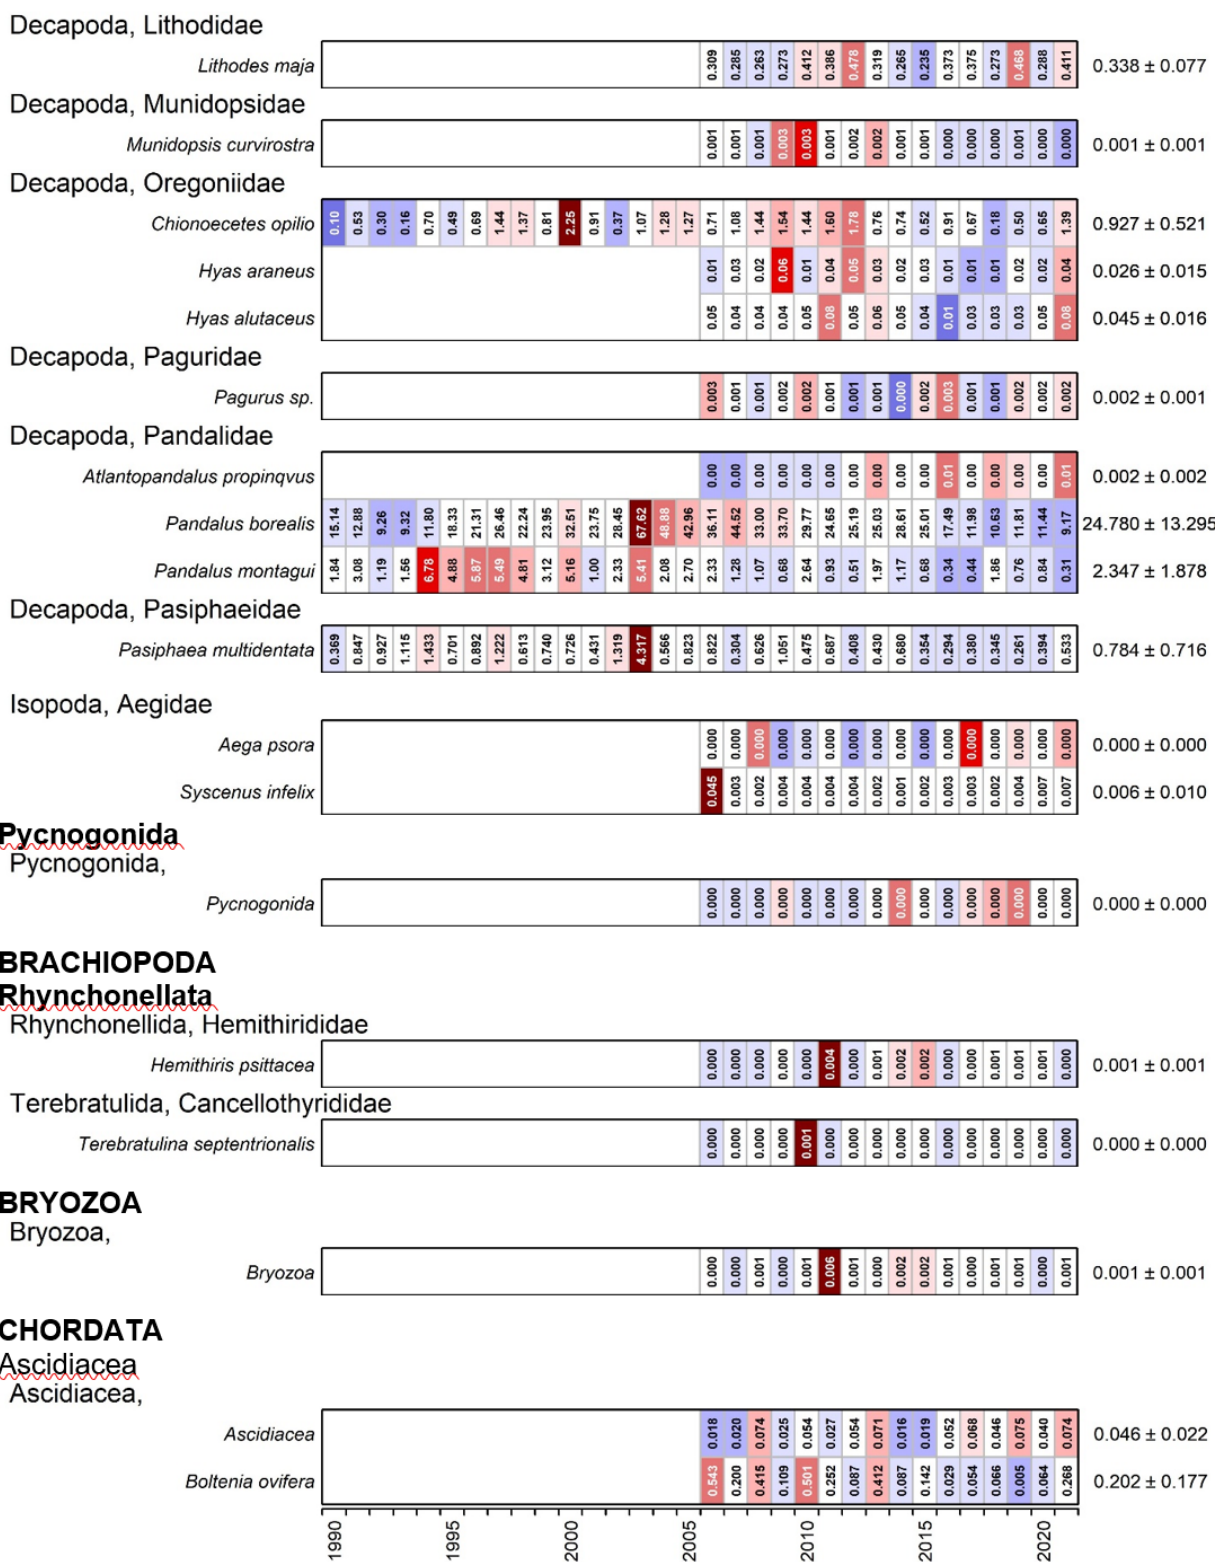 Decapoda, Lithodidae
Lithodes maja 0.309 0.285 0.263 0.273 0.412 0.386 0.478 0.319 0.265 0.235 0.373 0.375 0.273 0.468 0.288 0.411 0.338 ± 0.077
Decapoda, Munidopsidae
Munidopsis curvirostra 0.001 0.001 0.001 0.003 0.003 0.001 0.002 0.002 0.001 0.001 0.000 0.000 0.000 0.001 0.000 0.000 0.001 ± 0.001
Decapoda, Oregoniidae
Chionoecetes opilio 0.10 0.53 0.30 0.16 0.70 0.49 0.69 1.44 1.37 0.81 2.25 0.91 0.37 1.07 1.28 1.27 0.71 1.08 1.44 1.54 1.44 1.60 1.78 0.76 0.74 0.52 0.91 0.67 0.18 0.50 0.65 1.39 0.927 ± 0.521
Hyas araneus 0.01 0.03 0.02 0.06 0.01 0.04 0.05 0.03 0.02 0.03 0.01 0.01 0.01 0.02 0.02 0.04 0.026 ± 0.015
Hyas alutaceus 0.05 0.04 0.04 0.04 0.05 0.08 0.05 0.06 0.05 0.04 0.01 0.03 0.03 0.03 0.05 0.08 0.045 ± 0.016
Decapoda, Paguridae
Pagurus sp. 0.003 0.001 0.001 0.002 0.002 0.001 0.001 0.001 0.000 0.002 0.003 0.001 0.001 0.002 0.002 0.002 0.002 ± 0.001
Decapoda, Pandalidae
Atlantopandalus propinqvus 0.00 0.00 0.00 0.00 0.00 0.00 0.00 0.00 0.00 0.00 0.01 0.00 0.00 0.00 0.00 0.01 0.002 ± 0.002
Pandalus borealis 15.14 12.88 9.26 9.32 11.80 18.33 21.31 26.46 22.24 23.95 32.51 23.75 28.45 67.62 48.88 42.96 36.11 44.52 33.00 33.70 29.77 24.65 25.19 25.03 28.61 25.01 17.49 11.98 10.63 11.81 11.44 9.17 24.780 ± 13.295
Pandalus montagui 1.84 3.08 1.19 1.56 6.78 4.88 5.87 5.49 4.81 3.12 5.16 1.00 2.33 5.41 2.08 2.70 2.33 1.28 1.07 0.68 2.64 0.93 0.51 1.97 1.17 0.68 0.34 0.44 1.86 0.76 0.84 0.31 2.347 ± 1.878
Decapoda, Pasiphaeidae
Pasiphaea multidentata 0.369 0.847 0.927 1.115 1.433 0.701 0.892 1.222 0.613 0.740 0.726 0.431 1.319 4.317 0.566 0.823 0.822 0.304 0.626 1.051 0.475 0.687 0.408 0.430 0.680 0.354 0.294 0.380 0.345 0.261 0.394 0.533 0.784 ± 0.716
Isopoda, Aegidae
Aega psora 0.000 0.000 0.000 0.000 0.000 0.000 0.000 0.000 0.000 0.000 0.000 0.000 0.000 0.000 0.000 0.000 0.000 ± 0.000
Syscenus infelix 0.045 0.003 0.002 0.004 0.004 0.004 0.004 0.002 0.001 0.002 0.003 0.003 0.002 0.004 0.007 0.007 0.006 ± 0.010
Pycnogonida
Pycnogonida,
Pycnogonida 0.000 0.000 0.000 0.000 0.000 0.000 0.000 0.000 0.000 0.000 0.000 0.000 0.000 0.000 0.000 0.000 0.000 ± 0.000
BRACHIOPODA
Rhynchonellata
Rhynchonellida, Hemithirididae
Hemithiris psittacea 0.000 0.000 0.000 0.000 0.000 0.004 0.000 0.001 0.002 0.002 0.000 0.000 0.001 0.001 0.001 0.000 0.001 ± 0.001
Terebratulida, Cancellothyrididae
Terebratulina septentrionalis 0.000 0.000 0.000 0.000 0.001 0.000 0.000 0.000 0.000 0.000 0.000 0.000 0.000 0.000 0.000 0.000 0.000 ± 0.000
BRYOZOA
Bryozoa,
Bryozoa 0.000 0.000 0.001 0.000 0.001 0.006 0.001 0.000 0.002 0.002 0.001 0.000 0.001 0.001 0.000 0.001 0.001 ± 0.001
CHORDATA
Ascidiacea
Ascidiacea,
Ascidiacea 0.018 0.020 0.074 0.025 0.054 0.027 0.054 0.071 0.016 0.019 0.052 0.068 0.046 0.075 0.040 0.074 0.046 ± 0.022
Boltenia ovifera 0.543 0.200 0.415 0.109 0.501 0.252 0.087 0.412 0.087 0.142 0.029 0.054 0.066 0.005 0.064 0.268 0.202 ± 0.177
1990 1995 2000 2005 2010 2015 2020